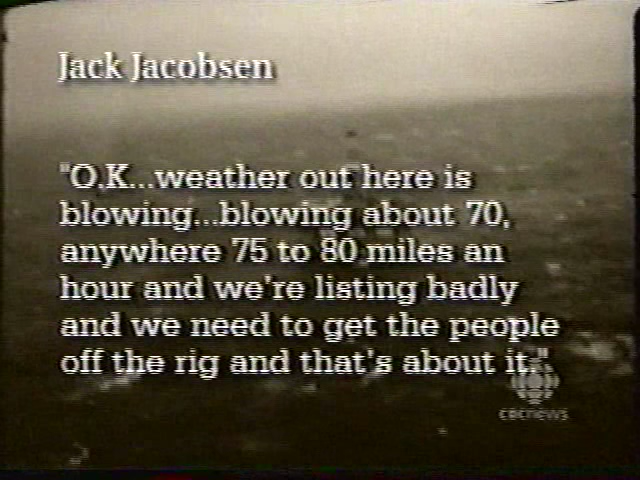 Jack Jacobsen
"O.K...weather out here is
blowing...blowing about 70,
anywhere 75 to 80 miles an
hour and we're listing badly
and we need to get the people
off the rig and that's about it."
cbcnews